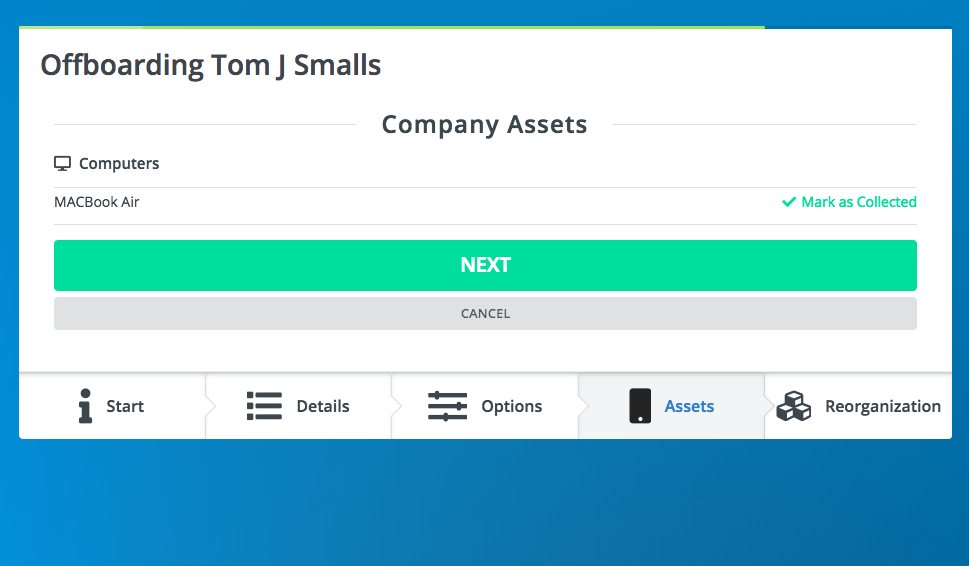 Offboarding Tom J Smalls
Company Assets
Computers
MACBook Air
Mark as Collected
NEXT
CANCEL
Start
Details
Options
Assets
Reorganization